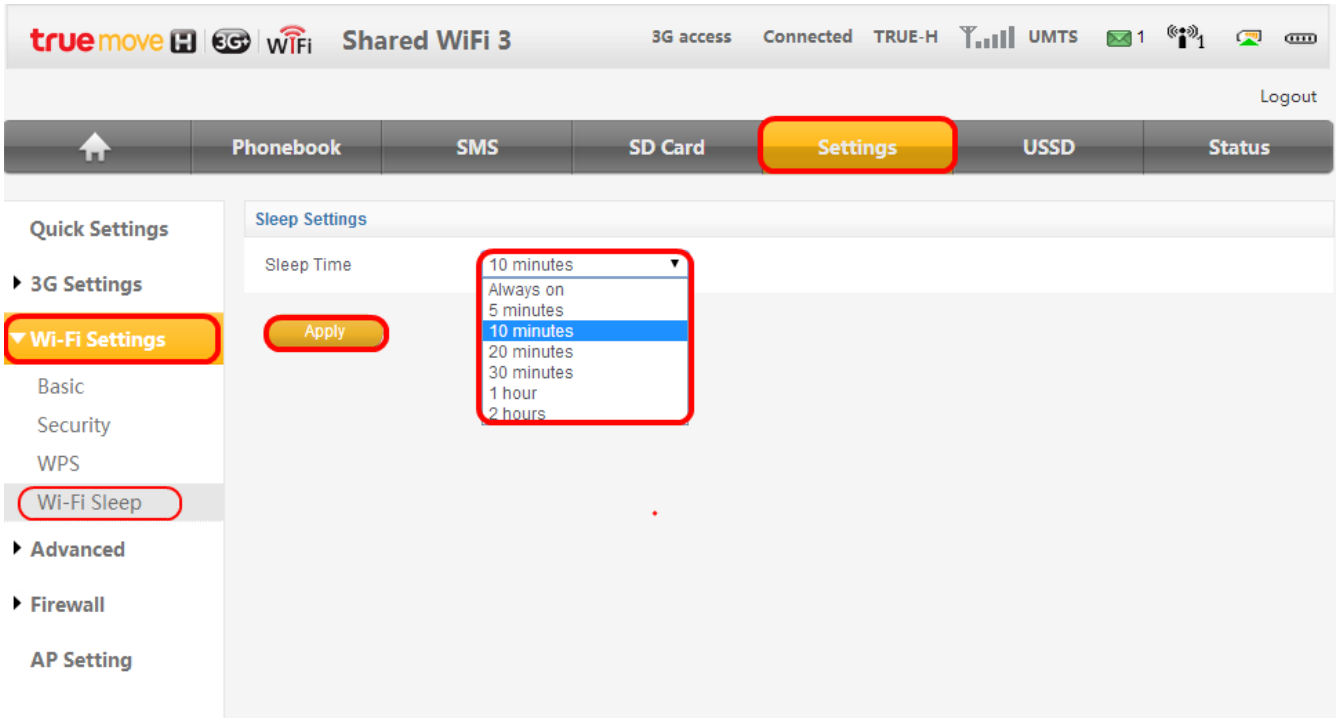 truemove H 3G+ WiFi Shared WiFi 3 3G access Connected TRUE-H UMTS 1 1
Logout
Phonebook SMS SD Card Settings USSD Status
Quick Settings
3G Settings
Wi-Fi Settings
Basic
Security
WPS
Wi-Fi Sleep
Advanced
Firewall
AP Setting
Sleep Settings
Sleep Time 10 minutes
Always on
5 minutes
10 minutes
20 minutes
30 minutes
1 hour
2 hours
Apply